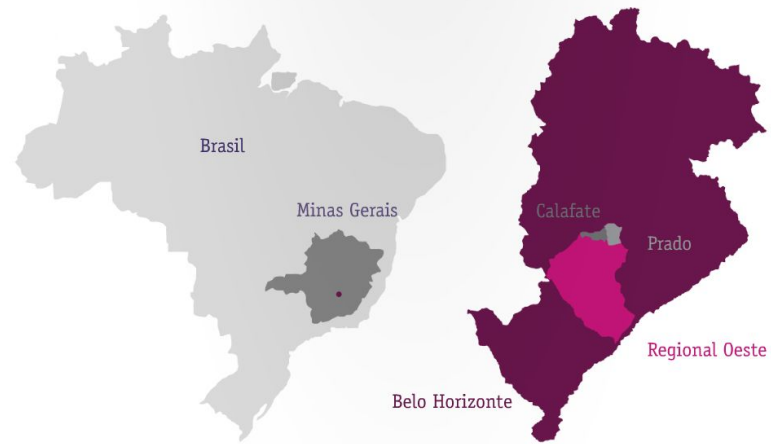 Brasil
Minas Gerais
Calafate
Prado
Regional Oeste
Belo Horizonte